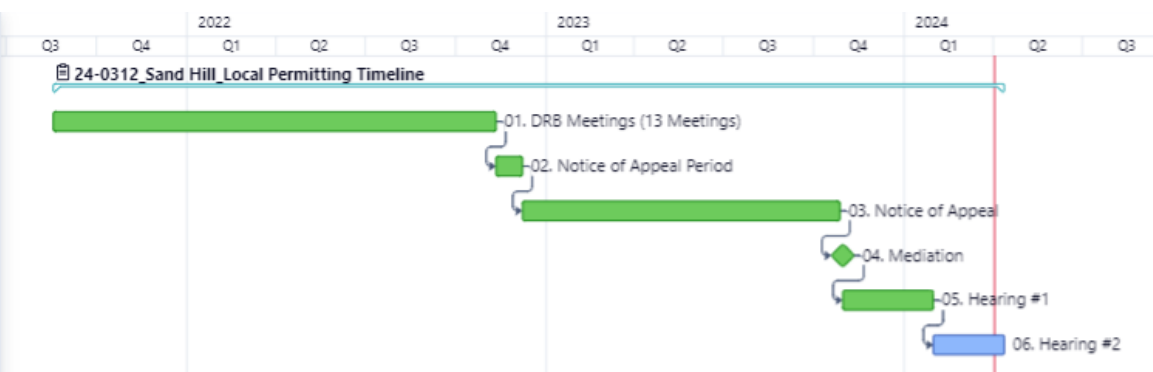 2022 2023 2024
Q3 Q4 Q1 Q2 Q3 Q4 Q1 Q2 Q3 Q4 Q1 Q2 Q3
24-0312_Sand Hill_Local Permitting Timeline
01. DRB Meetings (13 Meetings)
02. Notice of Appeal Period
03. Notice of Appeal
04. Mediation
05. Hearing #1
06. Hearing #2